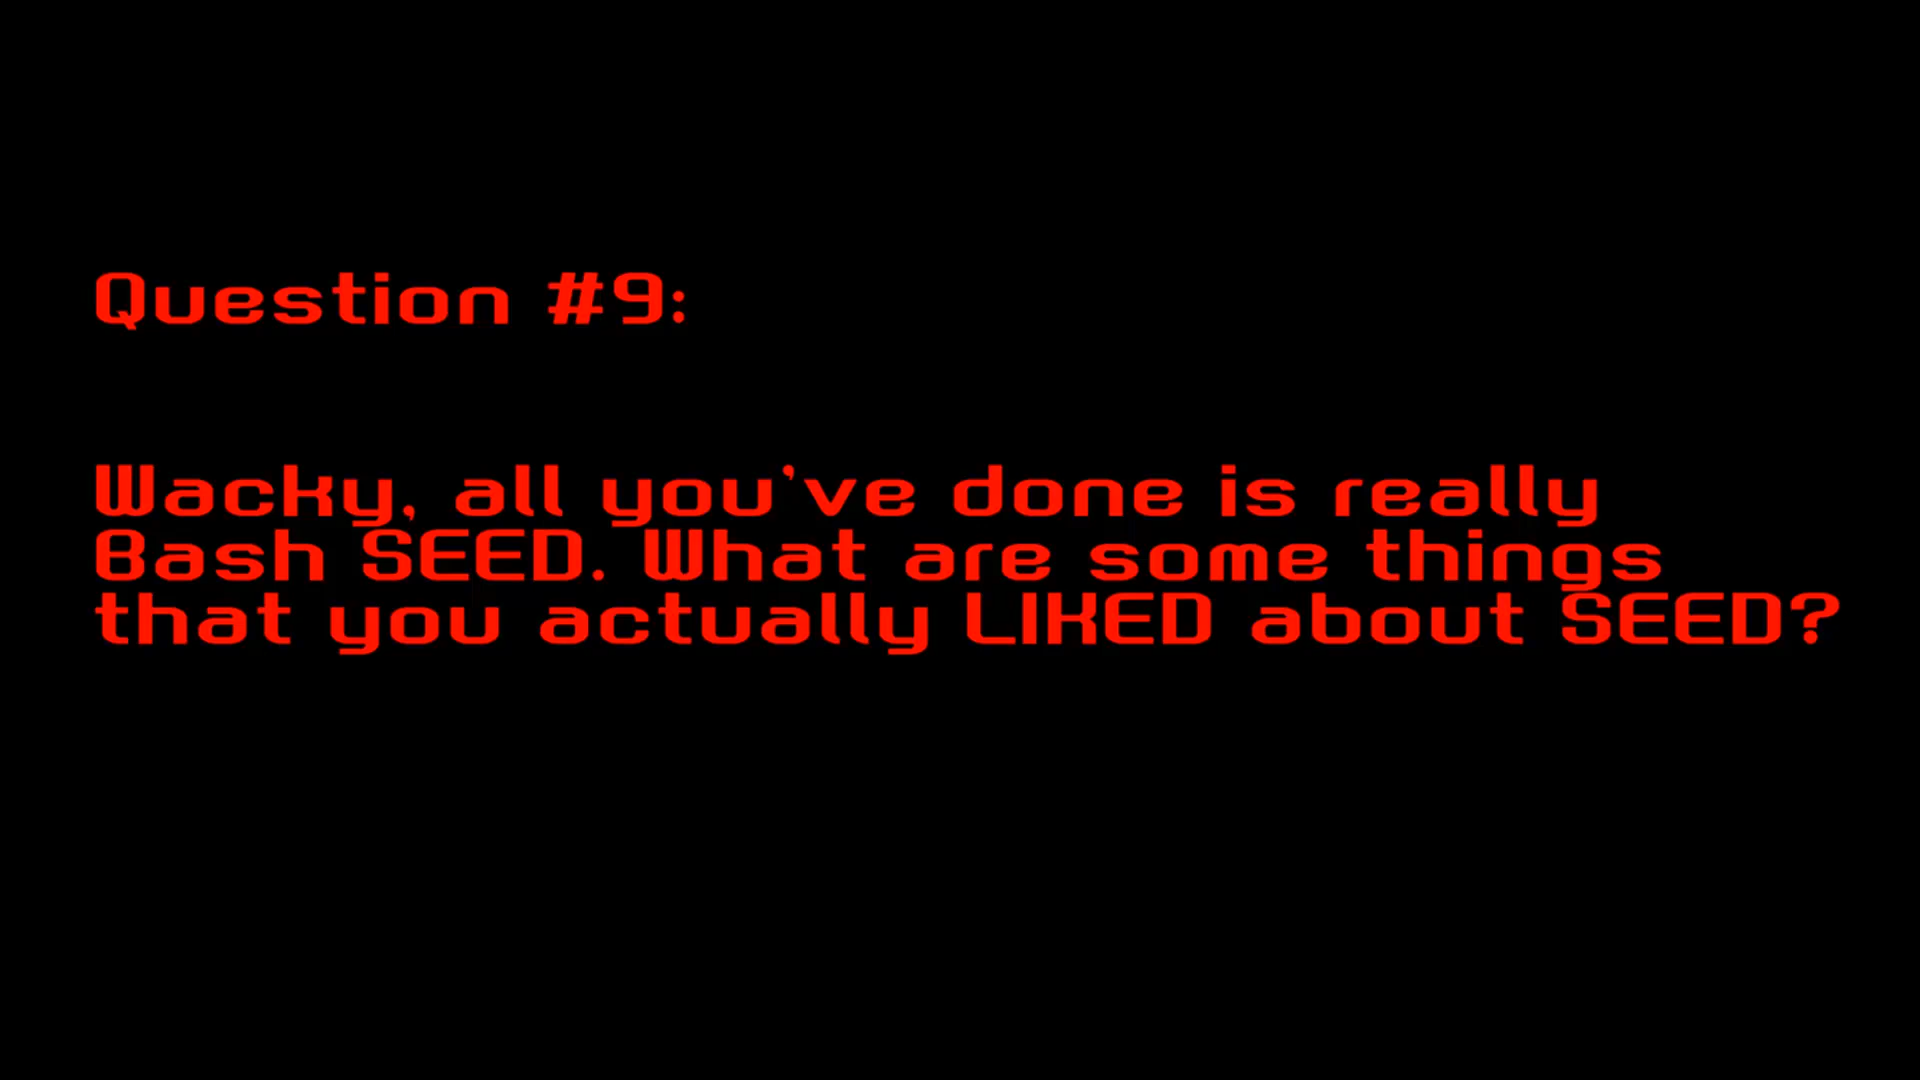 Question #9:
Wacky, all you've done is really
Bash SEED. What are some things
that you actually LIKED about SEED?